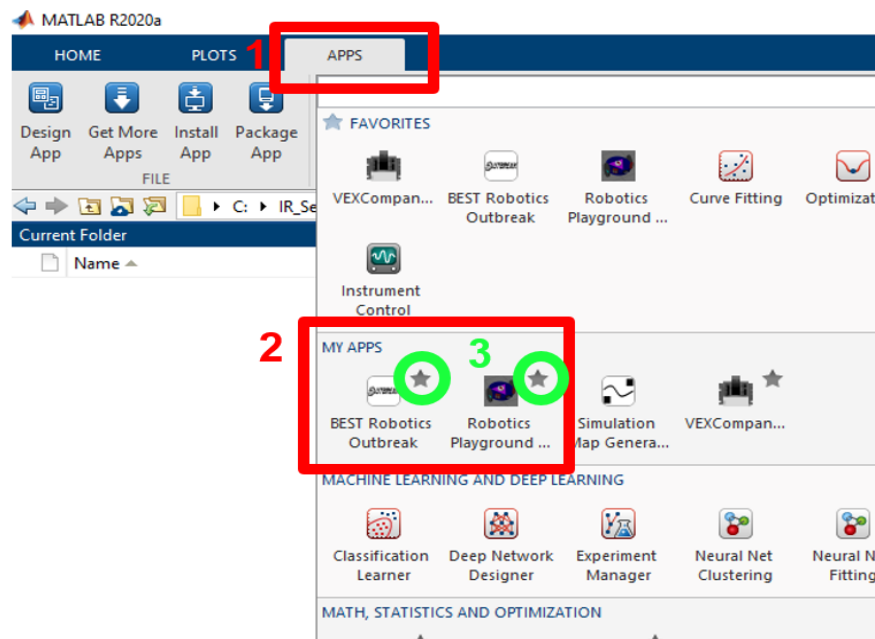 MATLAB R2020a
HOME PLOTS 1 APPS
Design App
Get More Apps
Install App
Package App
FILE
C: IR_Se
Current Folder
Name
FAVORITES
VEXCompan...
BEST Robotics Outbreak
Robotics Playground ...
Curve Fitting
Optimizat
Instrument Control
2
3
MY APPS
BEST Robotics Outbreak
Robotics Playground ...
Simulation Map Genera...
VEXCompan...
MACHINE LEARNING AND DEEP LEARNING
Classification Learner
Deep Network Designer
Experiment Manager
Neural Net Clustering
Neural N
Fitting
MATH, STATISTICS AND OPTIMIZATION